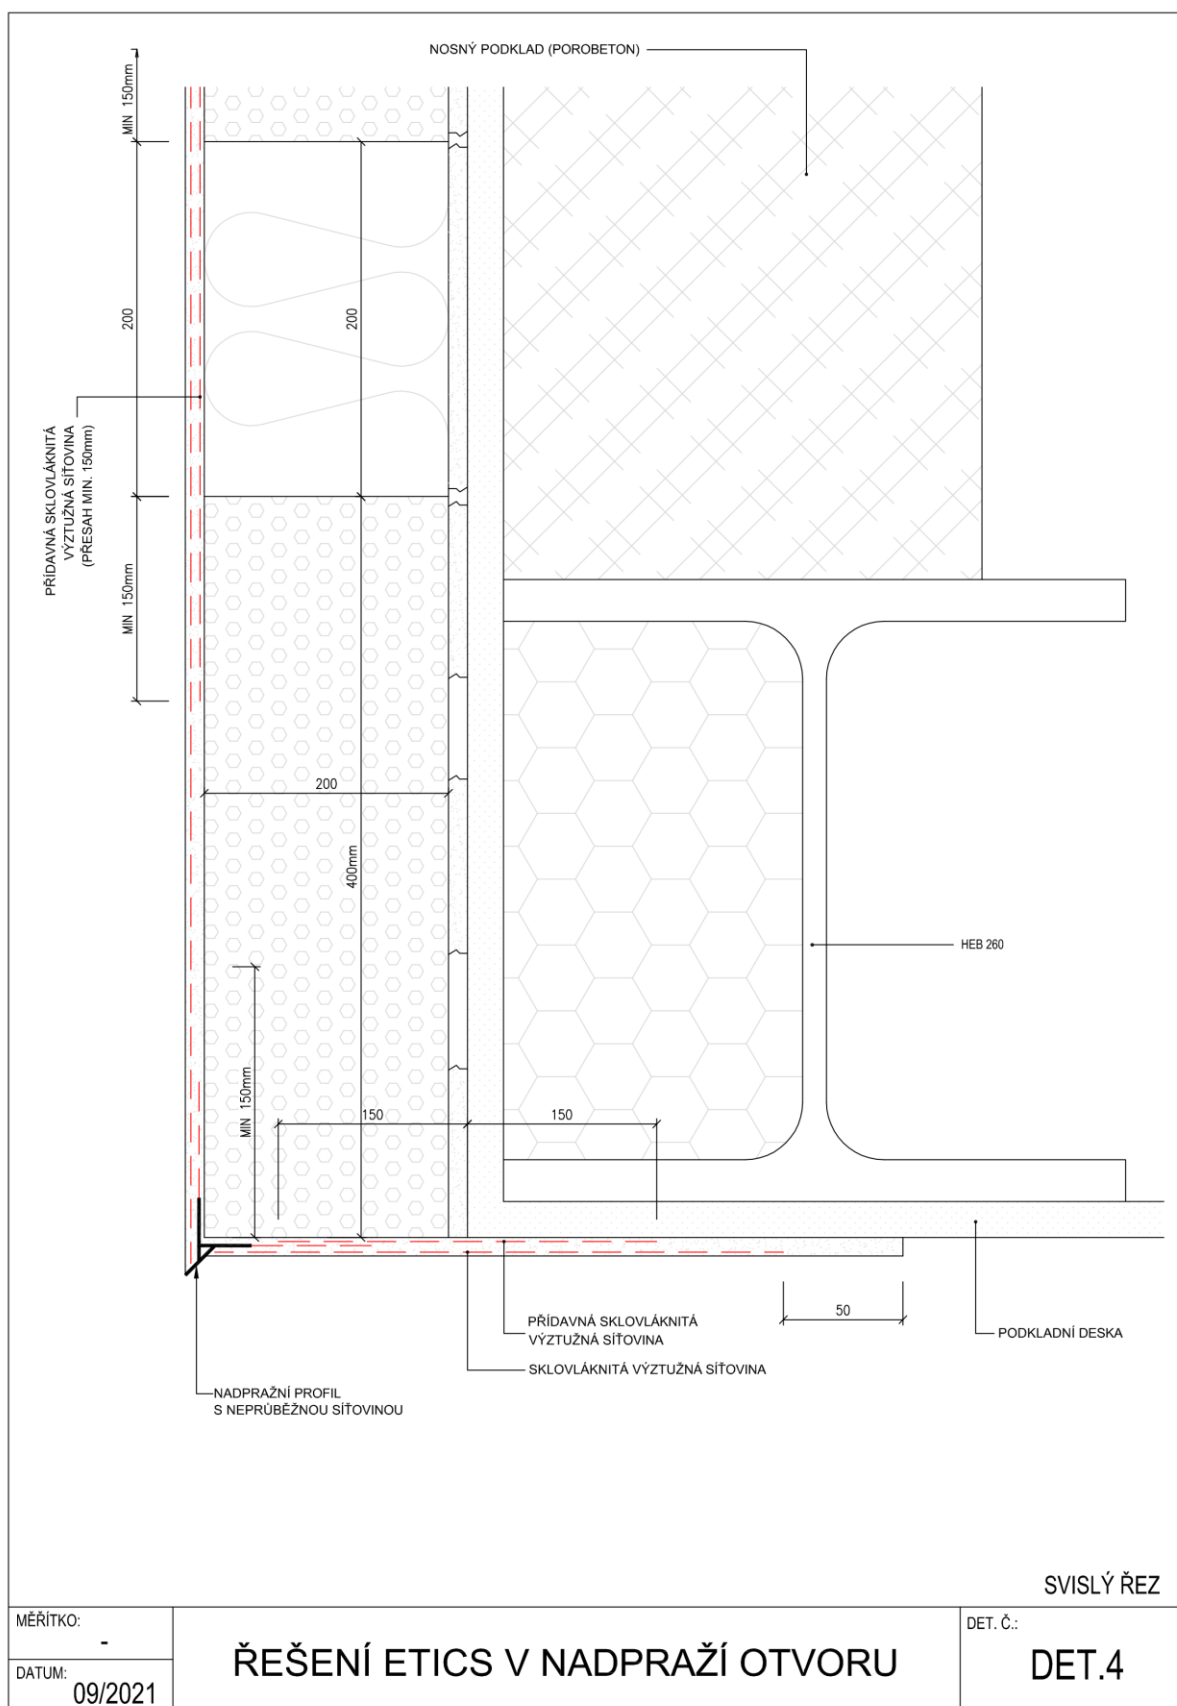 NOSNÝ PODKLAD (POROBETON)
MIN 150mm
200
200
PŘÍDAVNÁ SKLOVLÁKNITÁ
VÝZTUŽNÁ SÍŤOVINA
(PŘESAH MIN. 150mm)
MIN 150mm
200
400mm
HEB 260
MIN 150mm
150
150
50
PŘÍDAVNÁ SKLOVLÁKNITÁ
VÝZTUŽNÁ SÍŤOVINA
PODKLADNÍ DESKA
SKLOVLÁKNITÁ VÝZTUŽNÁ SÍŤOVINA
NADPRAŽNÍ PROFIL
S NEPRŮBĚŽNOU SÍŤOVINOU
SVISLÝ ŘEZ
MĚŘÍTKO:
-
DATUM:
09/2021
ŘEŠENÍ ETICS V NADPRAŽÍ OTVORU
DET. Č.:
DET.4